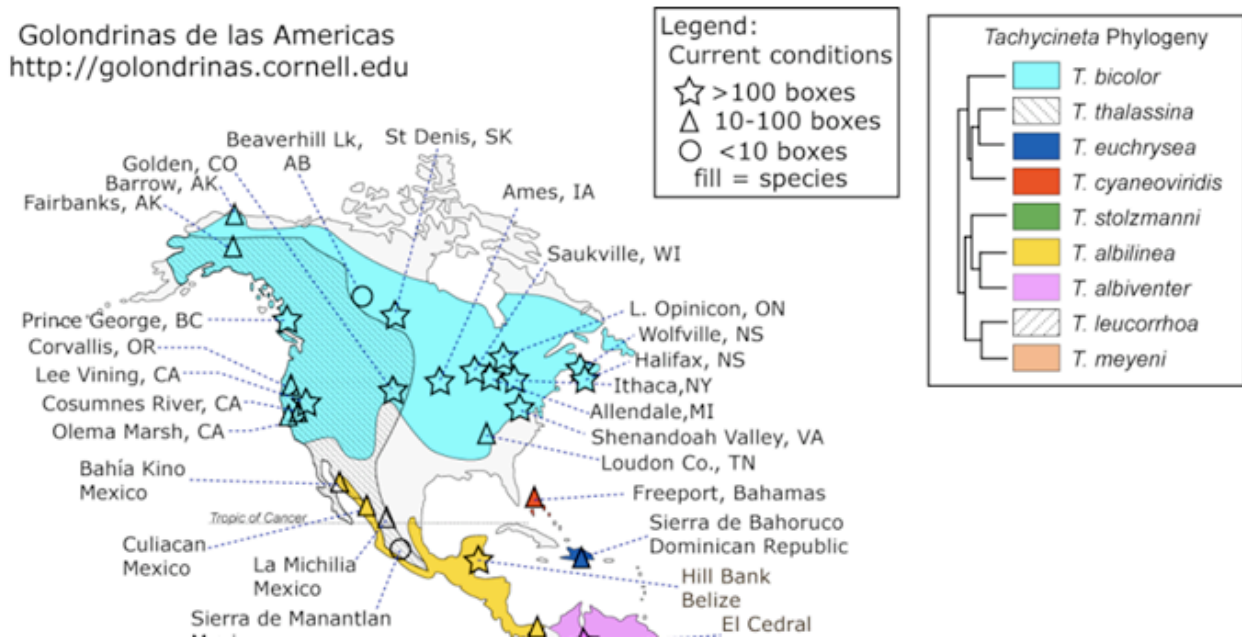 Golondrinas de las Americas
http://golondrinas.cornell.edu
Legend:
Current conditions
>100 boxes
10-100 boxes
<10 boxes
fill = species
Tachycineta Phylogeny
T. bicolor
T. thalassina
T. euchrysea
T. cyaneoviridis
T. stolzmanni
T. albilinea
T. albiventer
T. leucorrhoa
T. meyeni
Beaverhill Lk,
AB
St Denis, SK
Golden, CO
Barrow, AK
Fairbanks, AK
Ames, IA
Saukville, WI
Prince George, BC
Corvallis, OR
Lee Vining, CA
Cosumnes River, CA
Olema Marsh, CA
L. Opinicon, ON
Wolfville, NS
Halifax, NS
Ithaca,NY
Allendale,MI
Shenandoah Valley, VA
Loudon Co., TN
Bahía Kino
Mexico
Freeport, Bahamas
Tropic of Cancer
Culiacan
Mexico
Sierra de Bahoruco
Dominican Republic
La Michilia
Mexico
Hill Bank
Belize
Sierra de Manantlan
El Cedral